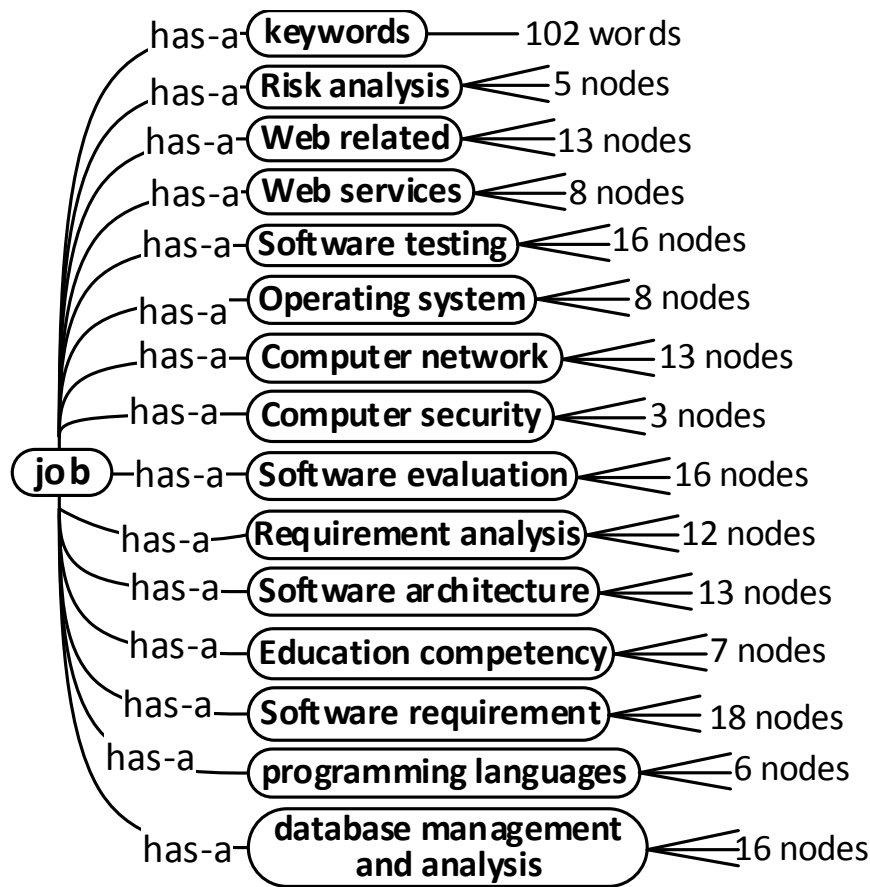 has-a keywords 102 words
has-a Risk analysis 5 nodes
has-a Web related 13 nodes
has-a Web services 8 nodes
has-a Software testing 16 nodes
has-a Operating system 8 nodes
has-a Computer network 13 nodes
has-a Computer security 3 nodes
job has-a Software evaluation 16 nodes
has-a Requirement analysis 12 nodes
has-a Software architecture 13 nodes
has-a Education competency 7 nodes
has-a Software requirement 18 nodes
has-a programming languages 6 nodes
has-a database management
and analysis 16 nodes